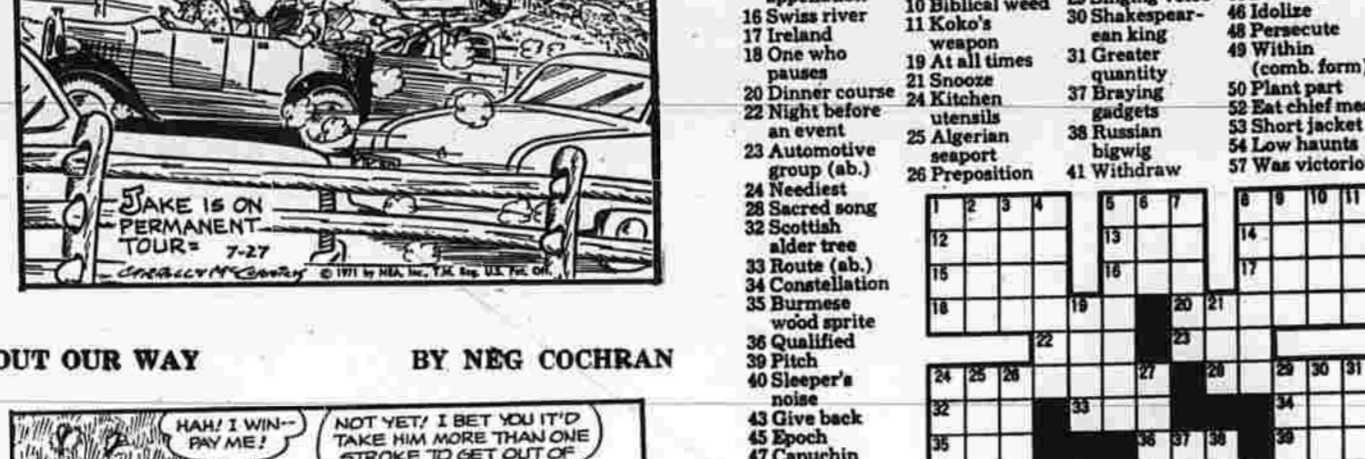 JAKE IS ON
PERMANENT
TOUR=
7-27
© 1971 by NEA, Inc., T.M. Reg. U.S. Pat. Off.
OUT OUR WAY
BY NEG COCHRAN
HAH! I WIN--
PAY ME!
NOT YET! I BET YOU IT'D
TAKE HIM MORE THAN ONE
STROKE TO GET OUT OF
16 Swiss river
17 Ireland
18 One who
pauses
20 Dinner course
22 Night before
an event
23 Automotive
group (ab.)
24 Neediest
28 Sacred song
32 Scottish
alder tree
33 Route (ab.)
34 Constellation
35 Burmese
wood sprite
36 Qualified
39 Pitch
40 Sleeper's
noise
43 Give back
45 Epoch
47 Capuchin
10 Biblical weed
11 Koko's
weapon
19 At all times
21 Snooze
24 Kitchen
utensils
25 Algerian
seaport
26 Preposition
30 Shakespear-
ean king
31 Greater
quantity
37 Braying
gadgets
38 Russian
bigwig
41 Withdraw
46 Idolize
48 Persecute
49 Within
(comb. form)
50 Plant part
52 Eat chief me
53 Short jacket
54 Low haunts
57 Was victorio
1 2 3 4 5 6 7 8 9 10 11
12 13 14
15 16 17
18 19 20 21
22 23
24 25 26 27 28 29 30 31
32 33 34
35 36 37 38 39